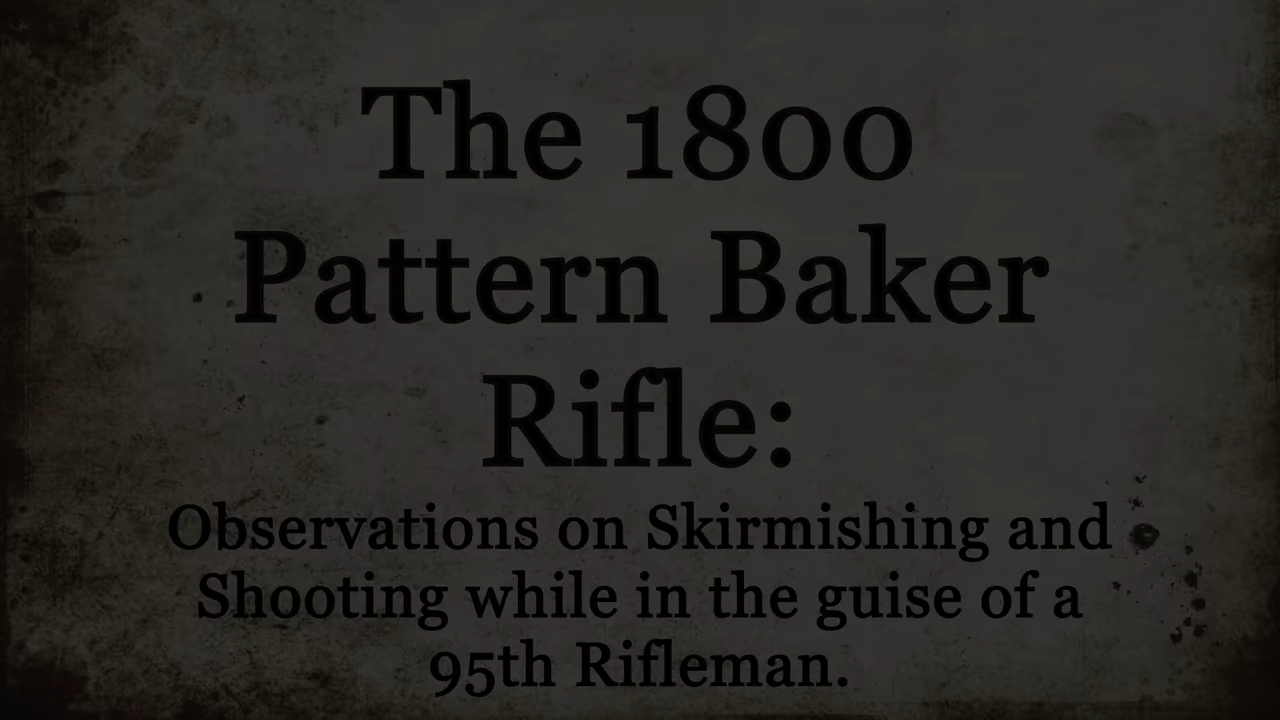 The 1800
Pattern Baker
Rifle:
Observations on Skirmishing and
Shooting while in the guise of a
95th Rifleman.